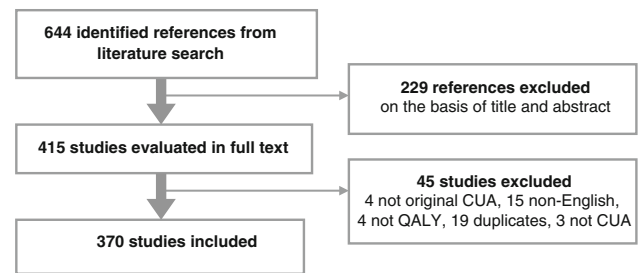 644 identified references from
literature search
229 references excluded
on the basis of title and abstract
415 studies evaluated in full text
45 studies excluded
4 not original CUA, 15 non-English,
4 not QALY, 19 duplicates, 3 not CUA
370 studies included